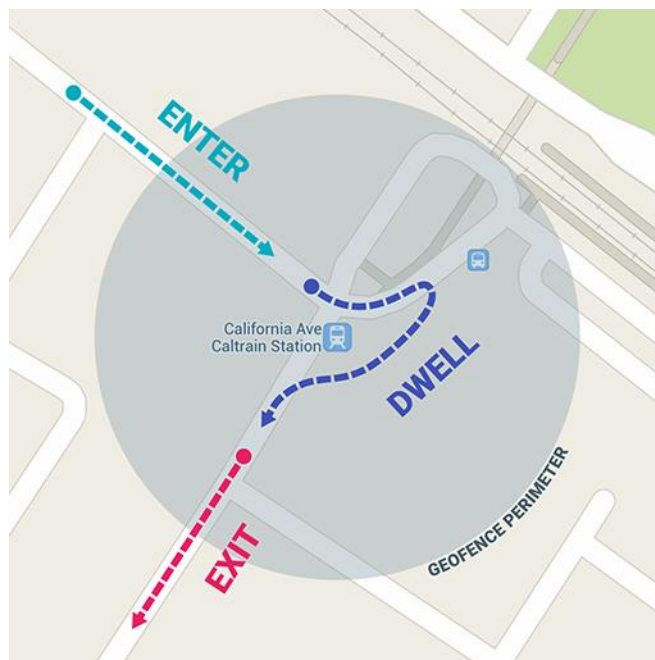 ENTER
California Ave
Caltrain Station
DWELL
GEOFENCE PERIMETER
EXIT